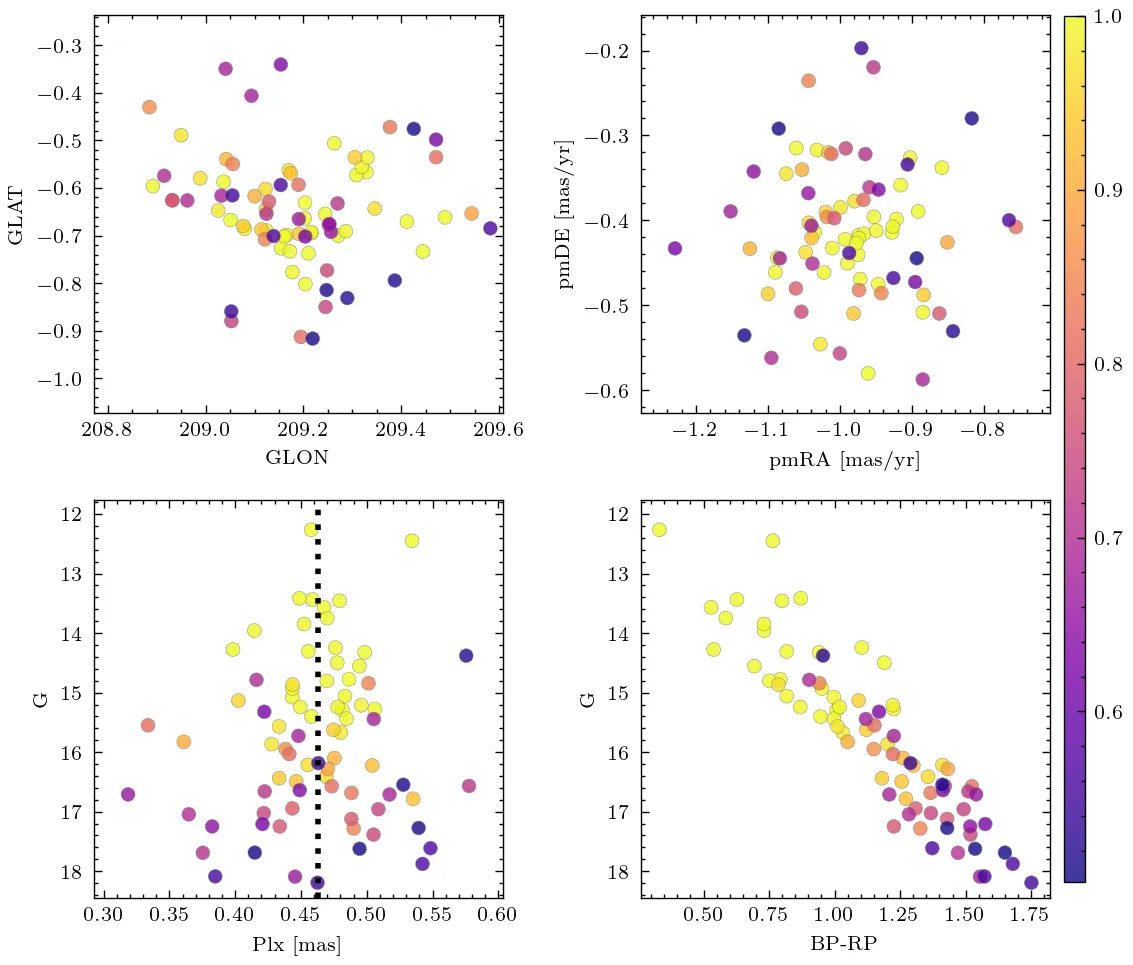 −0.3
−0.4
−0.5
−0.6
−0.7
−0.8
−0.9
−1.0
GLAT
208.8 209.0 209.2 209.4 209.6
GLON
−0.2
−0.3
−0.4
−0.5
−0.6
pmDE [mas/yr]
−1.2 −1.1 −1.0 −0.9 −0.8
pmRA [mas/yr]
12
13
14
15
16
17
18
G
0.30 0.35 0.40 0.45 0.50 0.55 0.60
Plx [mas]
12
13
14
15
16
17
18
G
0.50 0.75 1.00 1.25 1.50 1.75
BP-RP
1.0
0.9
0.8
0.7
0.6